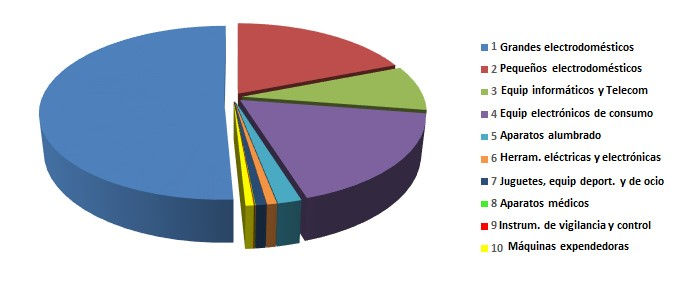 1 Grandes electrodomésticos
2 Pequeños electrodomésticos
3 Equip informáticos y Telecom
4 Equip electrónicos de consumo
5 Aparatos alumbrado
6 Herram. eléctricas y electrónicas
7 Juguetes, equip deport. y de ocio
8 Aparatos médicos
9 Instrum. de vigilancia y control
10 Máquinas expendedoras